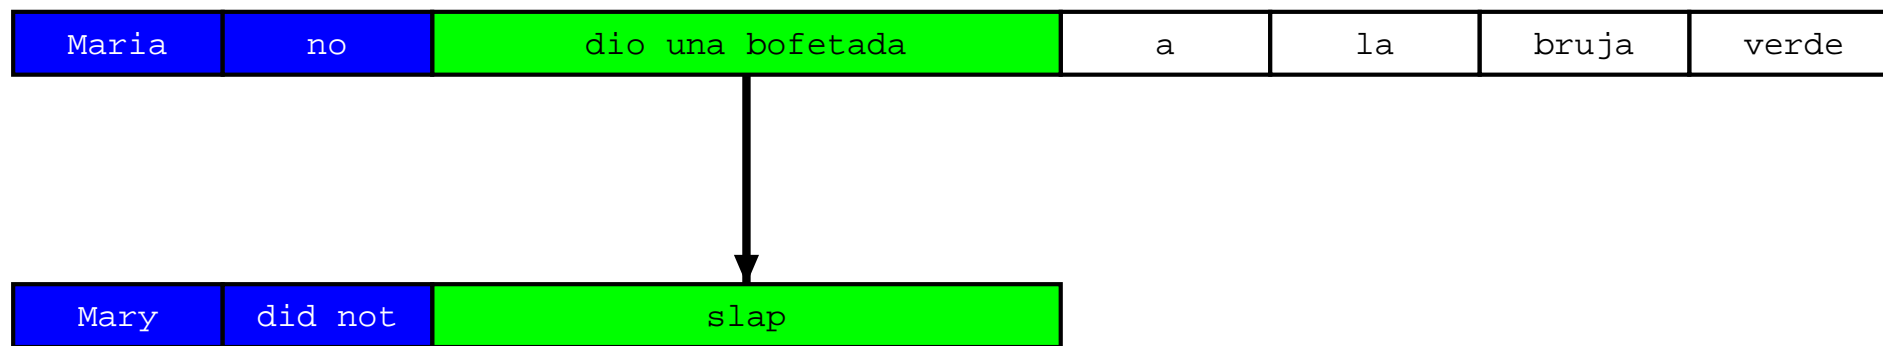 Maria no dio una bofetada a la bruja verde
Mary did not slap